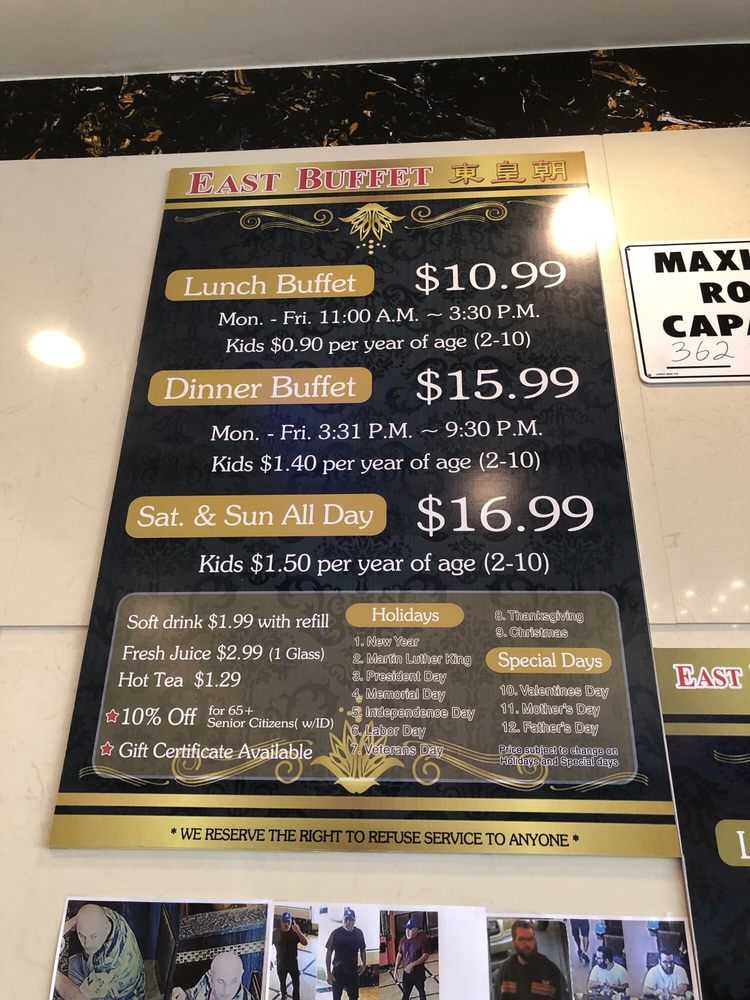 EAST BUFFET 東皇朝
Lunch Buffet $10.99
Mon. - Fri. 11:00 A.M. ~ 3:30 P.M.
Kids $0.90 per year of age (2-10)
Dinner Buffet $15.99
Mon. - Fri. 3:31 P.M. ~ 9:30 P.M.
Kids $1.40 per year of age (2-10)
Sat. & Sun All Day $16.99
Kids $1.50 per year of age (2-10)
Soft drink $1.99 with refill
Fresh Juice $2.99 (1 Glass)
Hot Tea $1.29
10% Off for 65+
Senior Citizens( w/ID)
Gift Certificate Available
Holidays
1. New Year
2. Martin Luther King
3. President Day
4. Memorial Day
5. Independence Day
6. Labor Day
7. Veterans Day
8. Thanksgiving
9. Christmas
Special Days
10. Valentines Day
11. Mother's Day
12. Father's Day
Price subject to change on
Holidays and Special days
* WE RESERVE THE RIGHT TO REFUSE SERVICE TO ANYONE *
MAXI
RO
CAPA
362
EAST
L